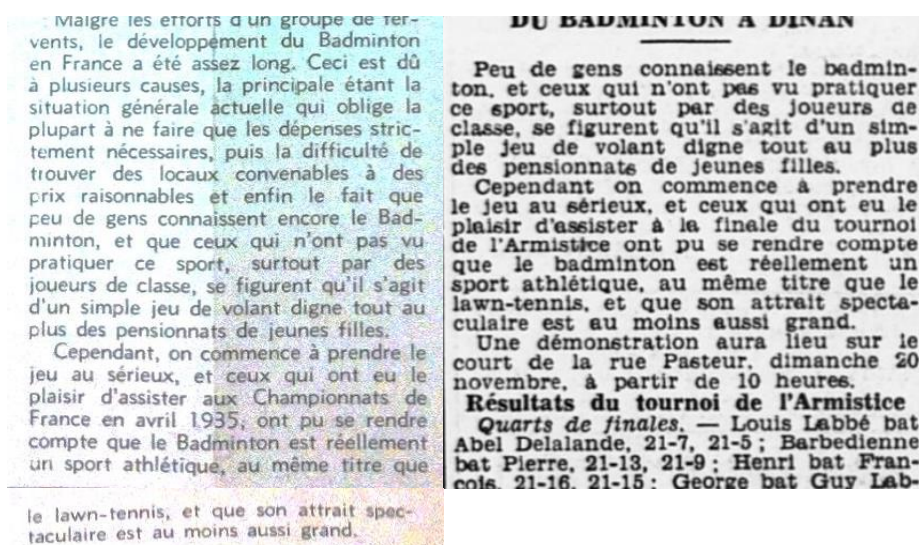 Malgré les efforts d'un groupe de fer-
vents, le développement du Badminton
en France a été assez long. Ceci est dû
à plusieurs causes, la principale étant la
situation générale actuelle qui oblige la
plupart à ne faire que les dépenses stric-
tement nécessaires, puis la difficulté de
trouver des locaux convenables à des
prix raisonnables et enfin le fait que
peu de gens connaissent encore le Bad-
minton, et que ceux qui n'ont pas vu
pratiquer ce sport, surtout par des
joueurs de classe, se figurent qu'il s'agit
d'un simple jeu de volant digne tout au
plus des pensionnats de jeunes filles.
Cependant, on commence à prendre le
jeu au sérieux, et ceux qui ont eu le
plaisir d'assister aux Championnats de
France en avril 1935, ont pu se rendre
compte que le Badminton est réellement
un sport athlétique, au même titre que
le lawn-tennis, et que son attrait spec-
taculaire est au moins aussi grand.
DU BADMINTON A DINAN
Peu de gens connaissent le badmin-
ton, et ceux qui n'ont pas vu pratiquer
ce sport, surtout par des joueurs de
classe, se figurent qu'il s'agit d'un sim-
ple jeu de volant digne tout au plus
des pensionnats de jeunes filles.
Cependant on commence à prendre
le jeu au sérieux, et ceux qui ont eu le
plaisir d'assister à la finale du tournoi
de l'Armistice ont pu se rendre compte
que le badminton est réellement un
sport athlétique, au même titre que le
lawn-tennis, et que son attrait specta-
culaire est au moins aussi grand.
Une démonstration aura lieu sur le
court de la rue Pasteur, dimanche 20
novembre, à partir de 10 heures.
Résultats du tournoi de l'Armistice
Quarts de finales. — Louis Labbé bat
Abel Delalande, 21-7, 21-5 ; Barbedienne
bat Pierre, 21-13, 21-9 ; Henri bat Fran-
çois, 21-16, 21-15 ; George bat Guy Lab-